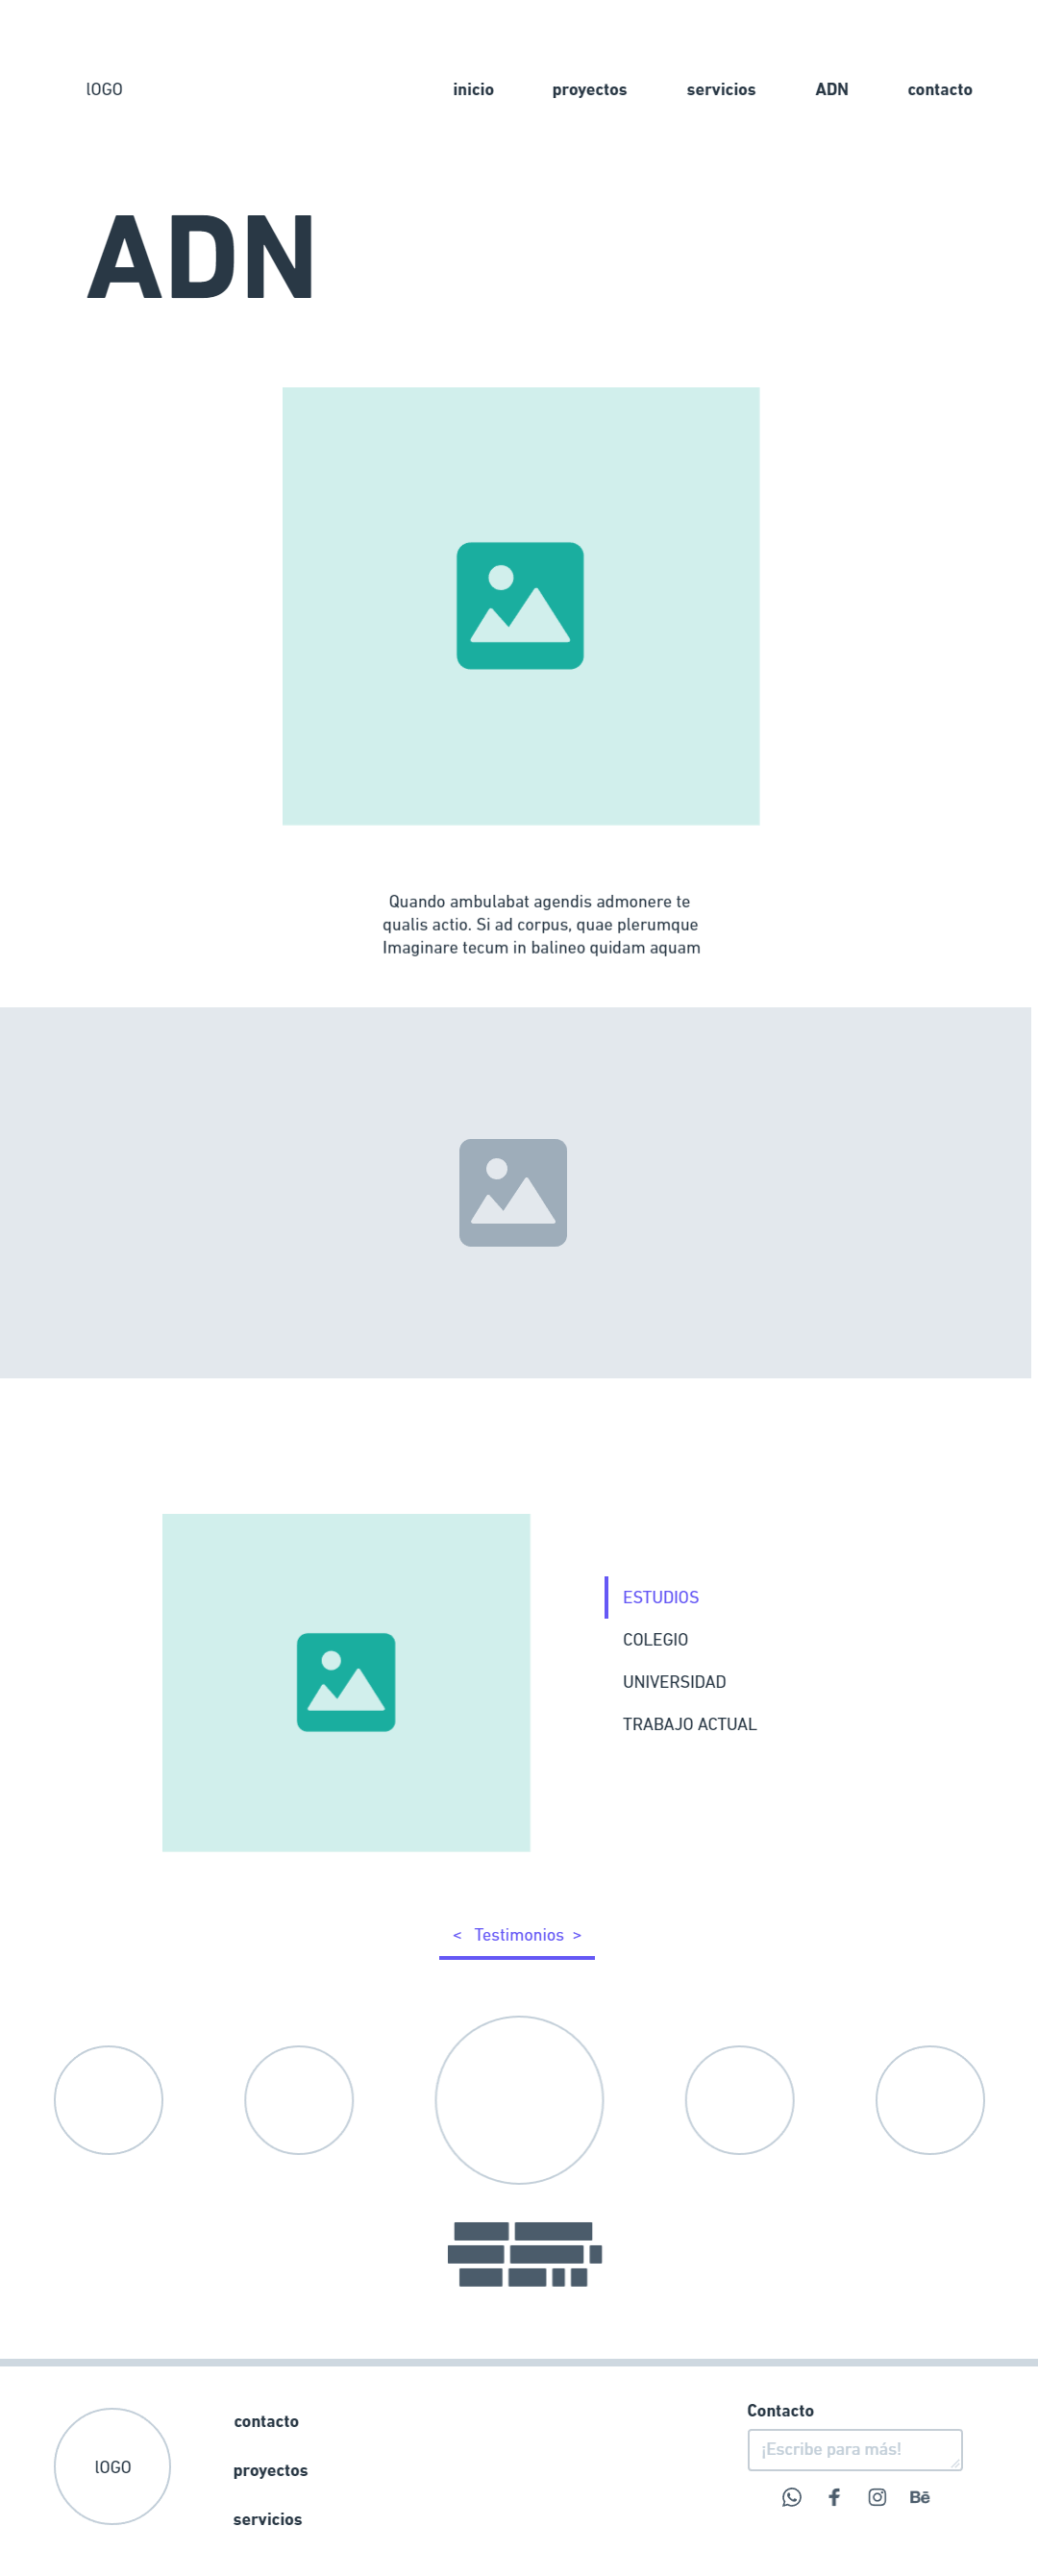 lOGO
inicio proyectos servicios ADN contacto
ADN
Quando ambulabat agendis admonere te
qualis actio. Si ad corpus, quae plerumque
Imaginare tecum in balineo quidam aquam
ESTUDIOS
COLEGIO
UNIVERSIDAD
TRABAJO ACTUAL
< Testimonios >
lOGO
contacto
proyectos
servicios
Contacto
¡Escribe para más!
Bē